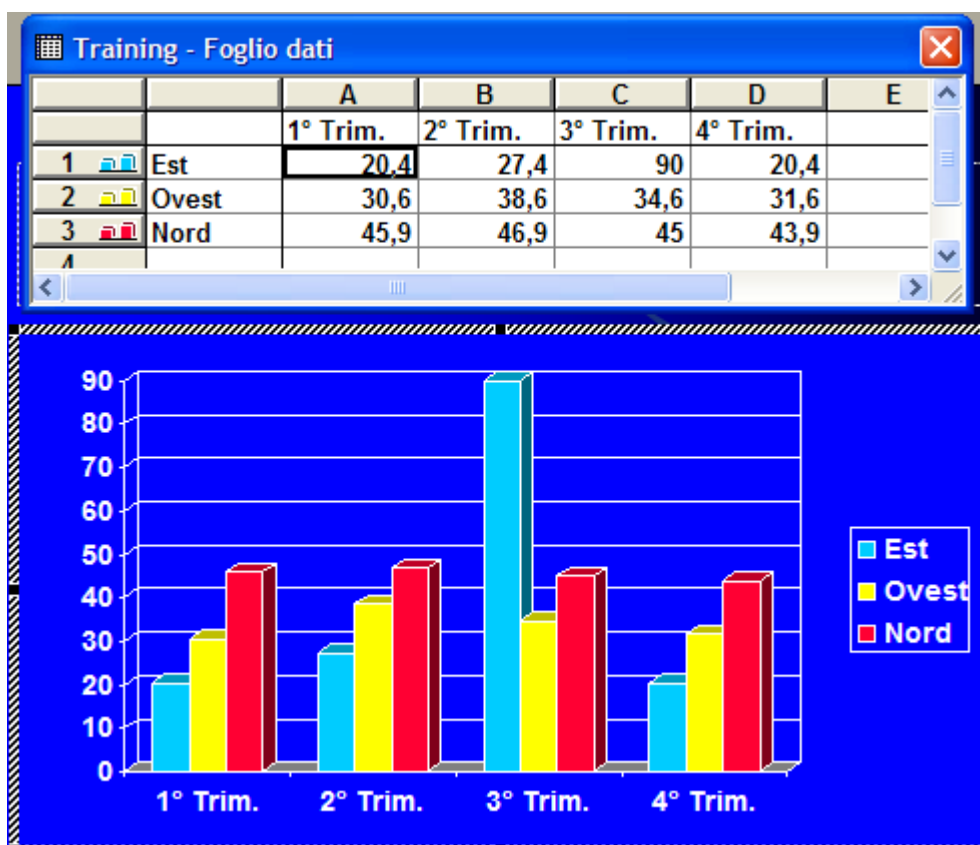 Training - Foglio dati
A B C D E
1° Trim. 2° Trim. 3° Trim. 4° Trim.
1 Est 20,4 27,4 90 20,4
2 Ovest 30,6 38,6 34,6 31,6
3 Nord 45,9 46,9 45 43,9
4
90
80
70
60
50
40
30
20
10
0
1° Trim. 2° Trim. 3° Trim. 4° Trim.
Est
Ovest
Nord